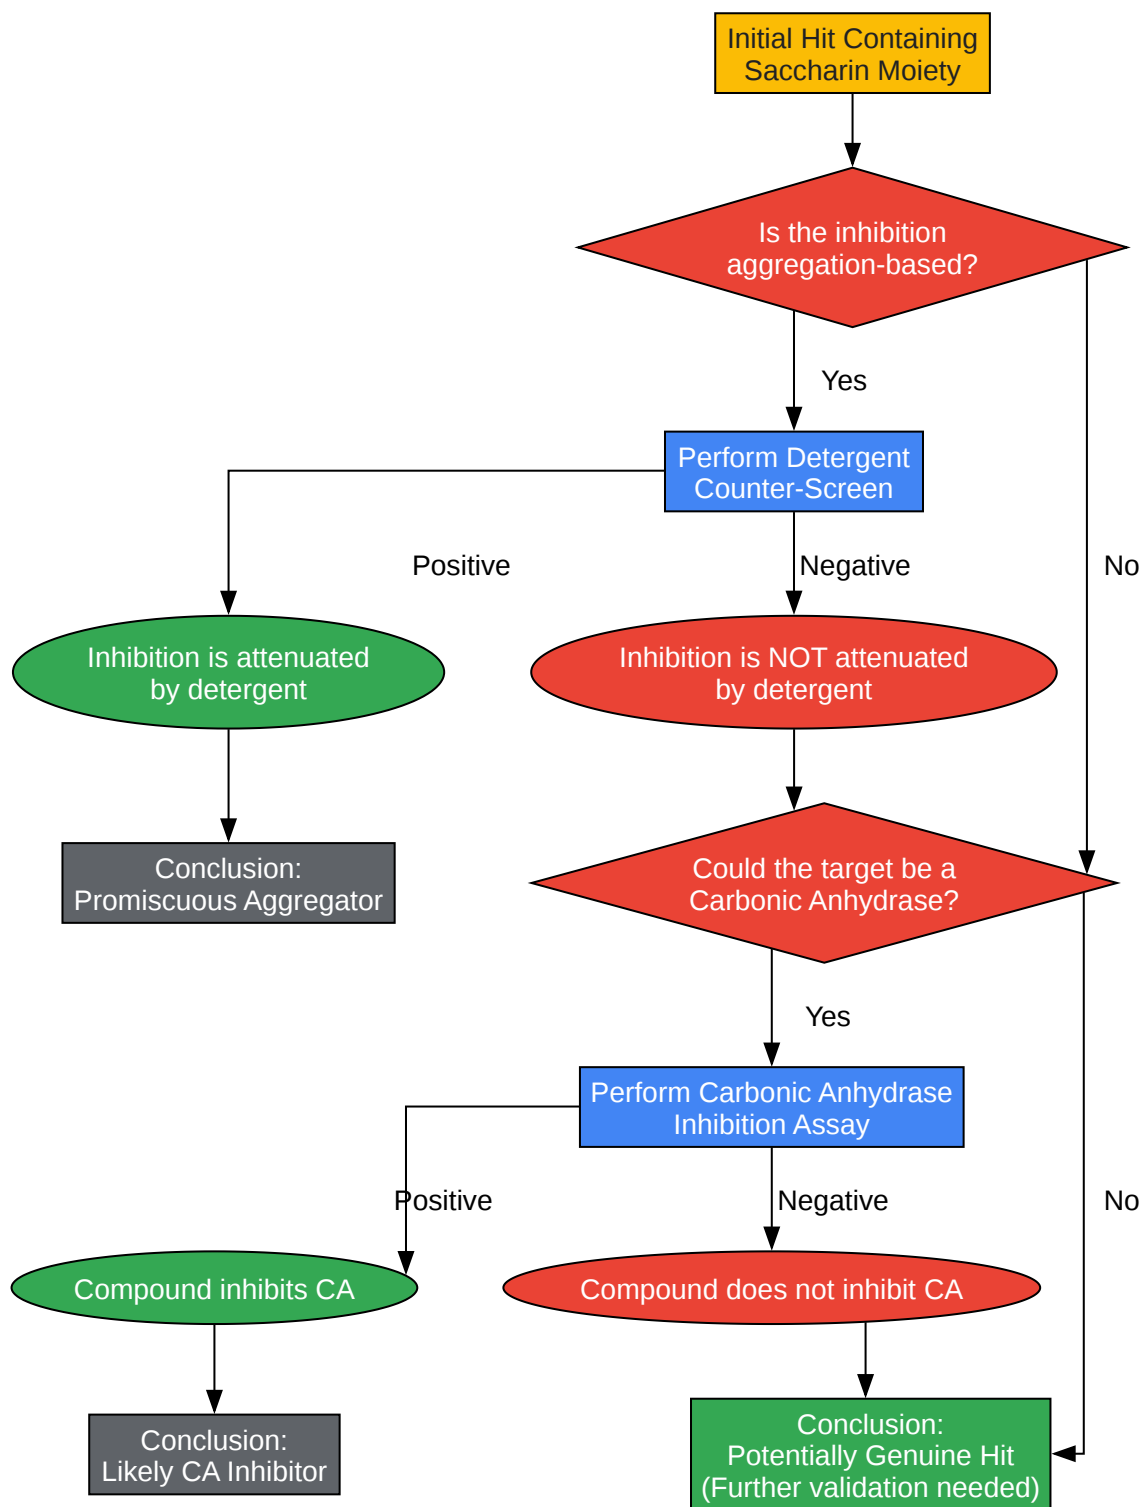 Initial Hit Containing
Saccharin Moiety
Is the inhibition
aggregation-based?
Yes
Perform Detergent
Counter-Screen
Positive
Negative
No
Inhibition is attenuated
by detergent
Inhibition is NOT attenuated
by detergent
Conclusion:
Promiscuous Aggregator
Could the target be a
Carbonic Anhydrase?
Yes
Perform Carbonic Anhydrase
Inhibition Assay
Positive
Negative
No
Compound inhibits CA
Compound does not inhibit CA
Conclusion:
Likely CA Inhibitor
Conclusion:
Potentially Genuine Hit
(Further validation needed)